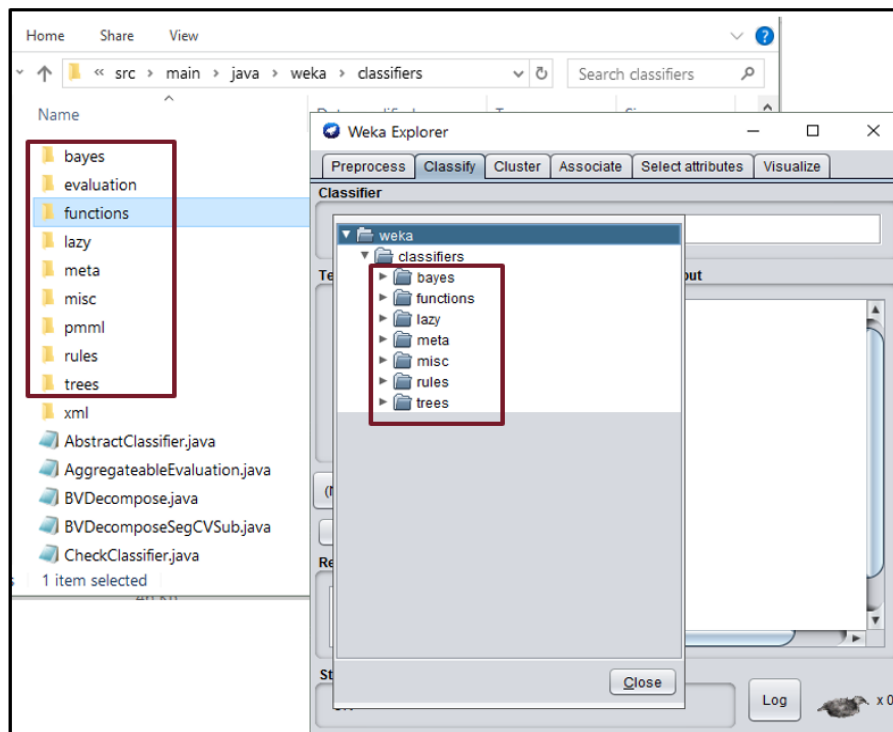 Home Share View
« src › main › java › weka › classifiers
Search classifiers
Name
bayes
evaluation
functions
lazy
meta
misc
pmml
rules
trees
xml
AbstractClassifier.java
AggregateableEvaluation.java
BVDecompose.java
BVDecomposeSegCVSub.java
CheckClassifier.java
1 item selected
Weka Explorer
Preprocess Classify Cluster Associate Select attributes Visualize
Classifier
weka
classifiers
bayes
functions
lazy
meta
misc
rules
trees
Close
Log
x 0